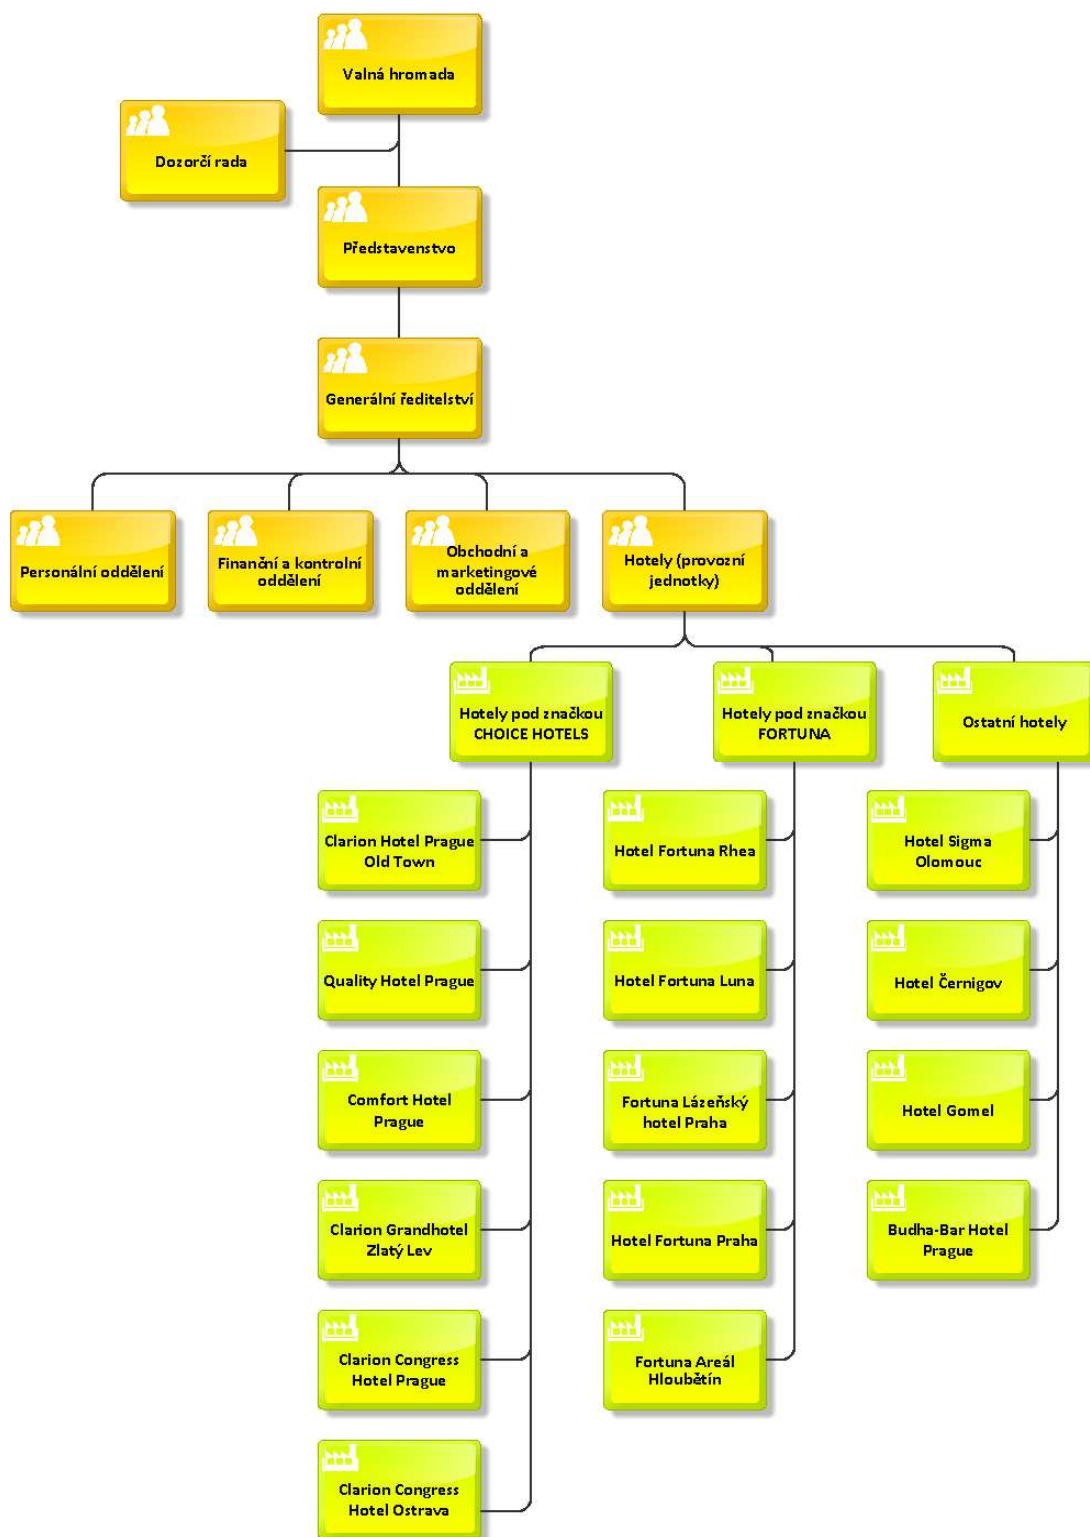 Valná hromada
Dozorčí rada
Představenstvo
Generální ředitelství
Personální oddělení
Finanční a kontrolní
oddělení
Obchodní a
marketingové
oddělení
Hotely (provozní
jednotky)
Hotely pod značkou
CHOICE HOTELS
Hotely pod značkou
FORTUNA
Ostatní hotely
Clarion Hotel Prague
Old Town
Hotel Fortuna Rhea
Hotel Sigma
Olomouc
Quality Hotel Prague
Hotel Fortuna Luna
Hotel Černigov
Comfort Hotel
Prague
Fortuna Lázeňský
hotel Praha
Hotel Gomel
Clarion Grandhotel
Zlatý Lev
Hotel Fortuna Praha
Budha-Bar Hotel
Prague
Clarion Congress
Hotel Prague
Fortuna Areál
Hloubětín
Clarion Congress
Hotel Ostrava